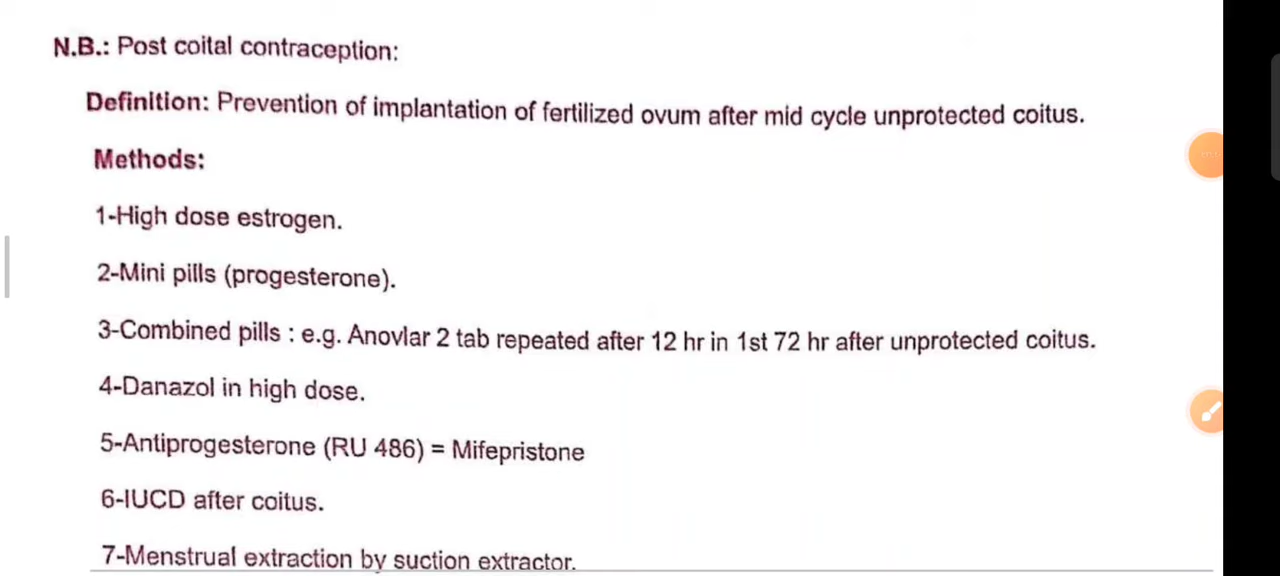 N.B.: Post coital contraception:
Definition: Prevention of implantation of fertilized ovum after mid cycle unprotected coitus.
Methods:
1-High dose estrogen.
2-Mini pills (progesterone).
3-Combined pills : e.g. Anovlar 2 tab repeated after 12 hr in 1st 72 hr after unprotected coitus.
4-Danazol in high dose.
5-Antiprogesterone (RU 486) = Mifepristone
6-IUCD after coitus.
7-Menstrual extraction by suction extractor.